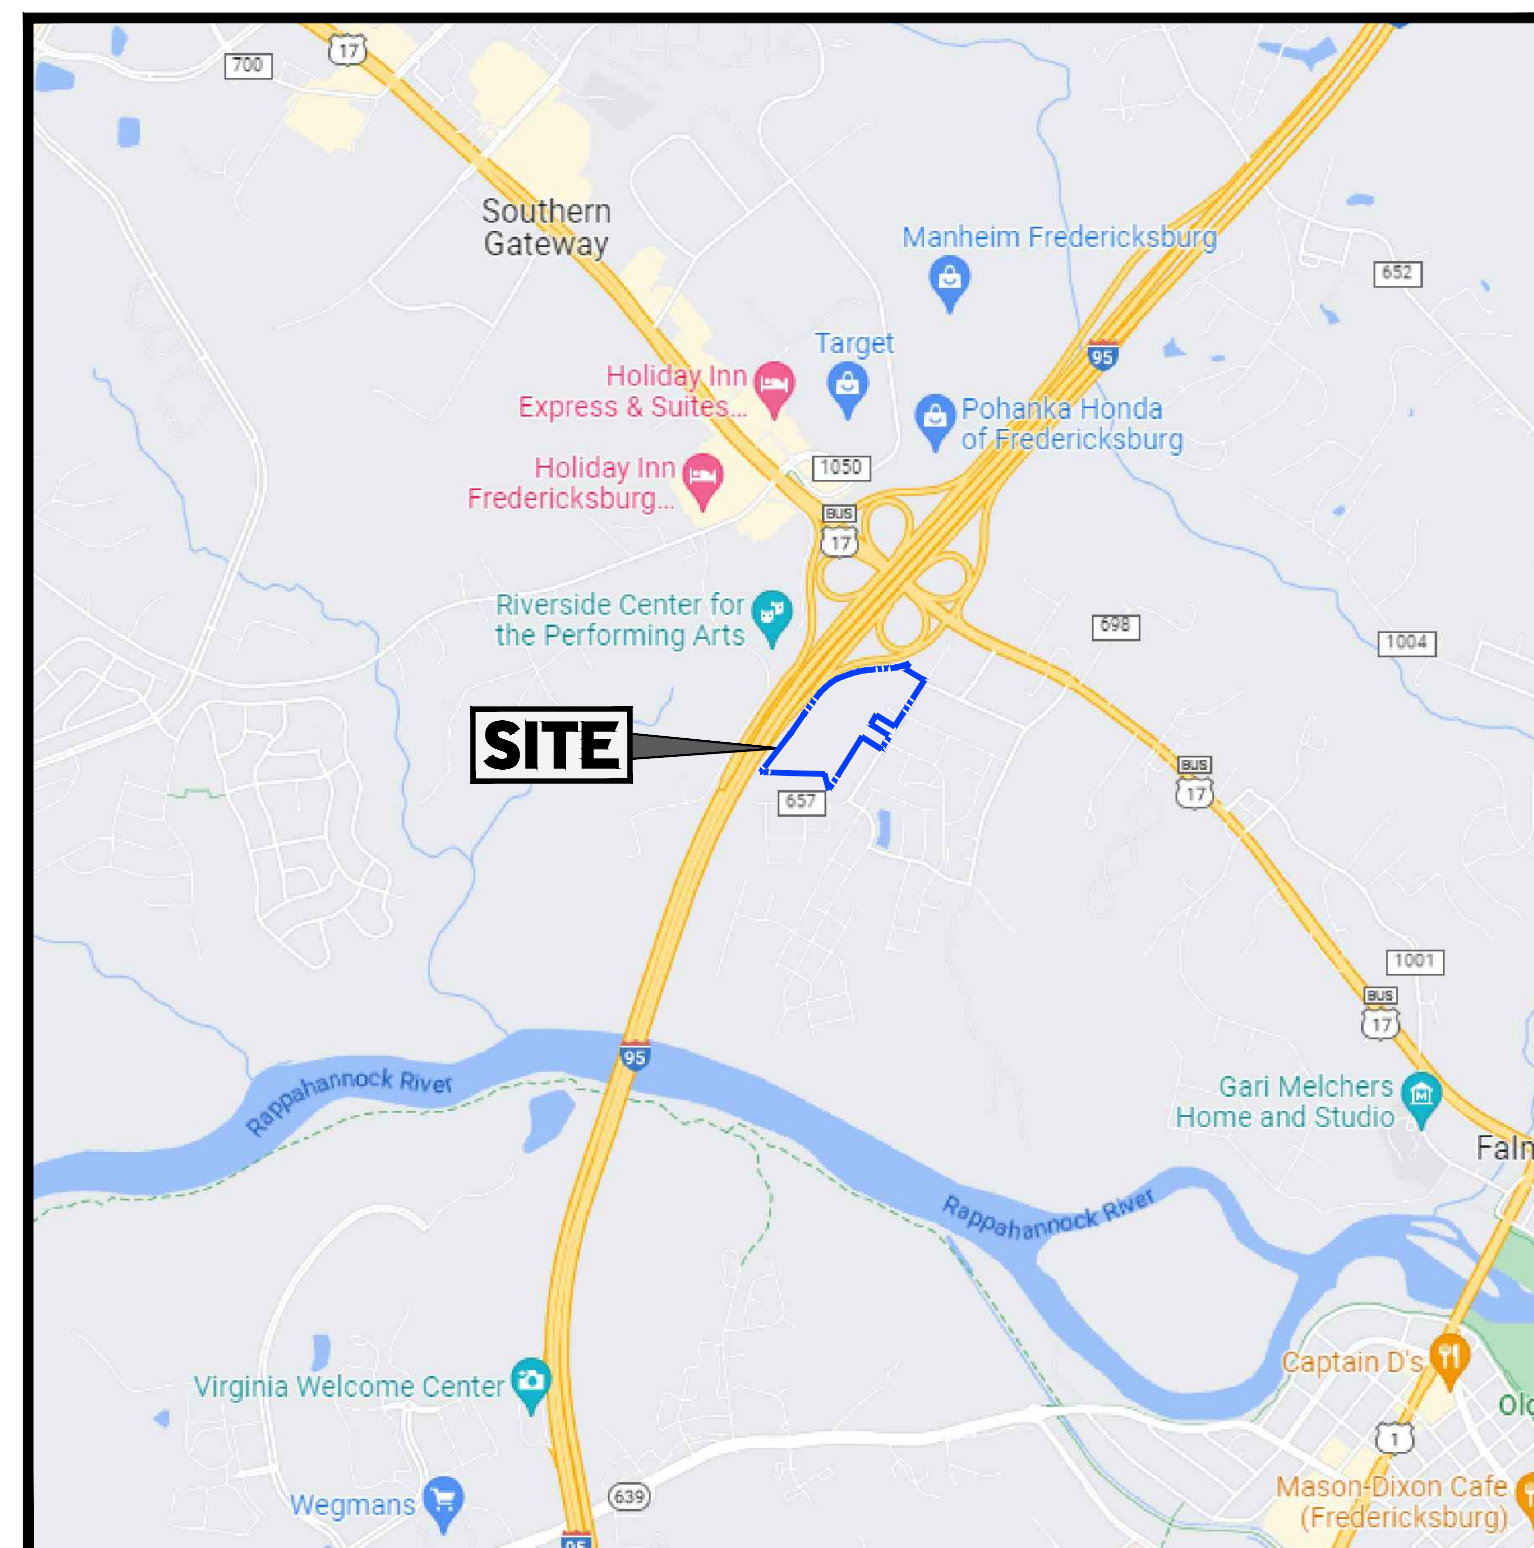 17
700
Southern
Gateway
Manheim Fredericksburg
652
Target
95
Holiday Inn
Express & Suites...
Pohanka Honda
of Fredericksburg
1050
Holiday Inn
Fredericksburg...
BUS
17
Riverside Center for
the Performing Arts
698
1004
SITE
BUS
17
657
1001
BUS
17
95
Rappahannock River
Gari Melchers
Home and Studio
Rappahannock River
Captain D's
Virginia Welcome Center
1
Wegmans
639
Mason-Dixon Cafe
(Fredericksburg)
95